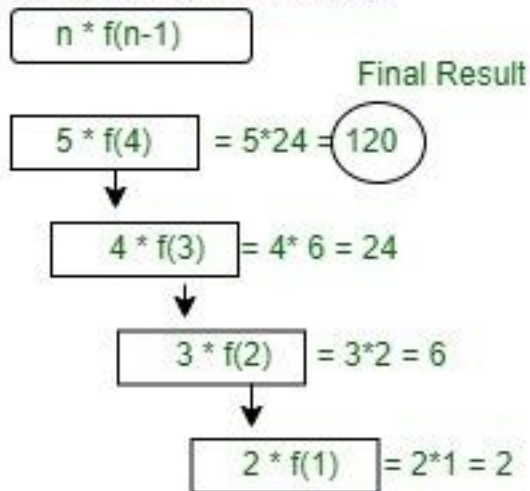 n * f(n-1)
Final Result
5 * f(4) = 5*24 = 120
4 * f(3) = 4* 6 = 24
3 * f(2) = 3*2 = 6
2 * f(1) = 2*1 = 2